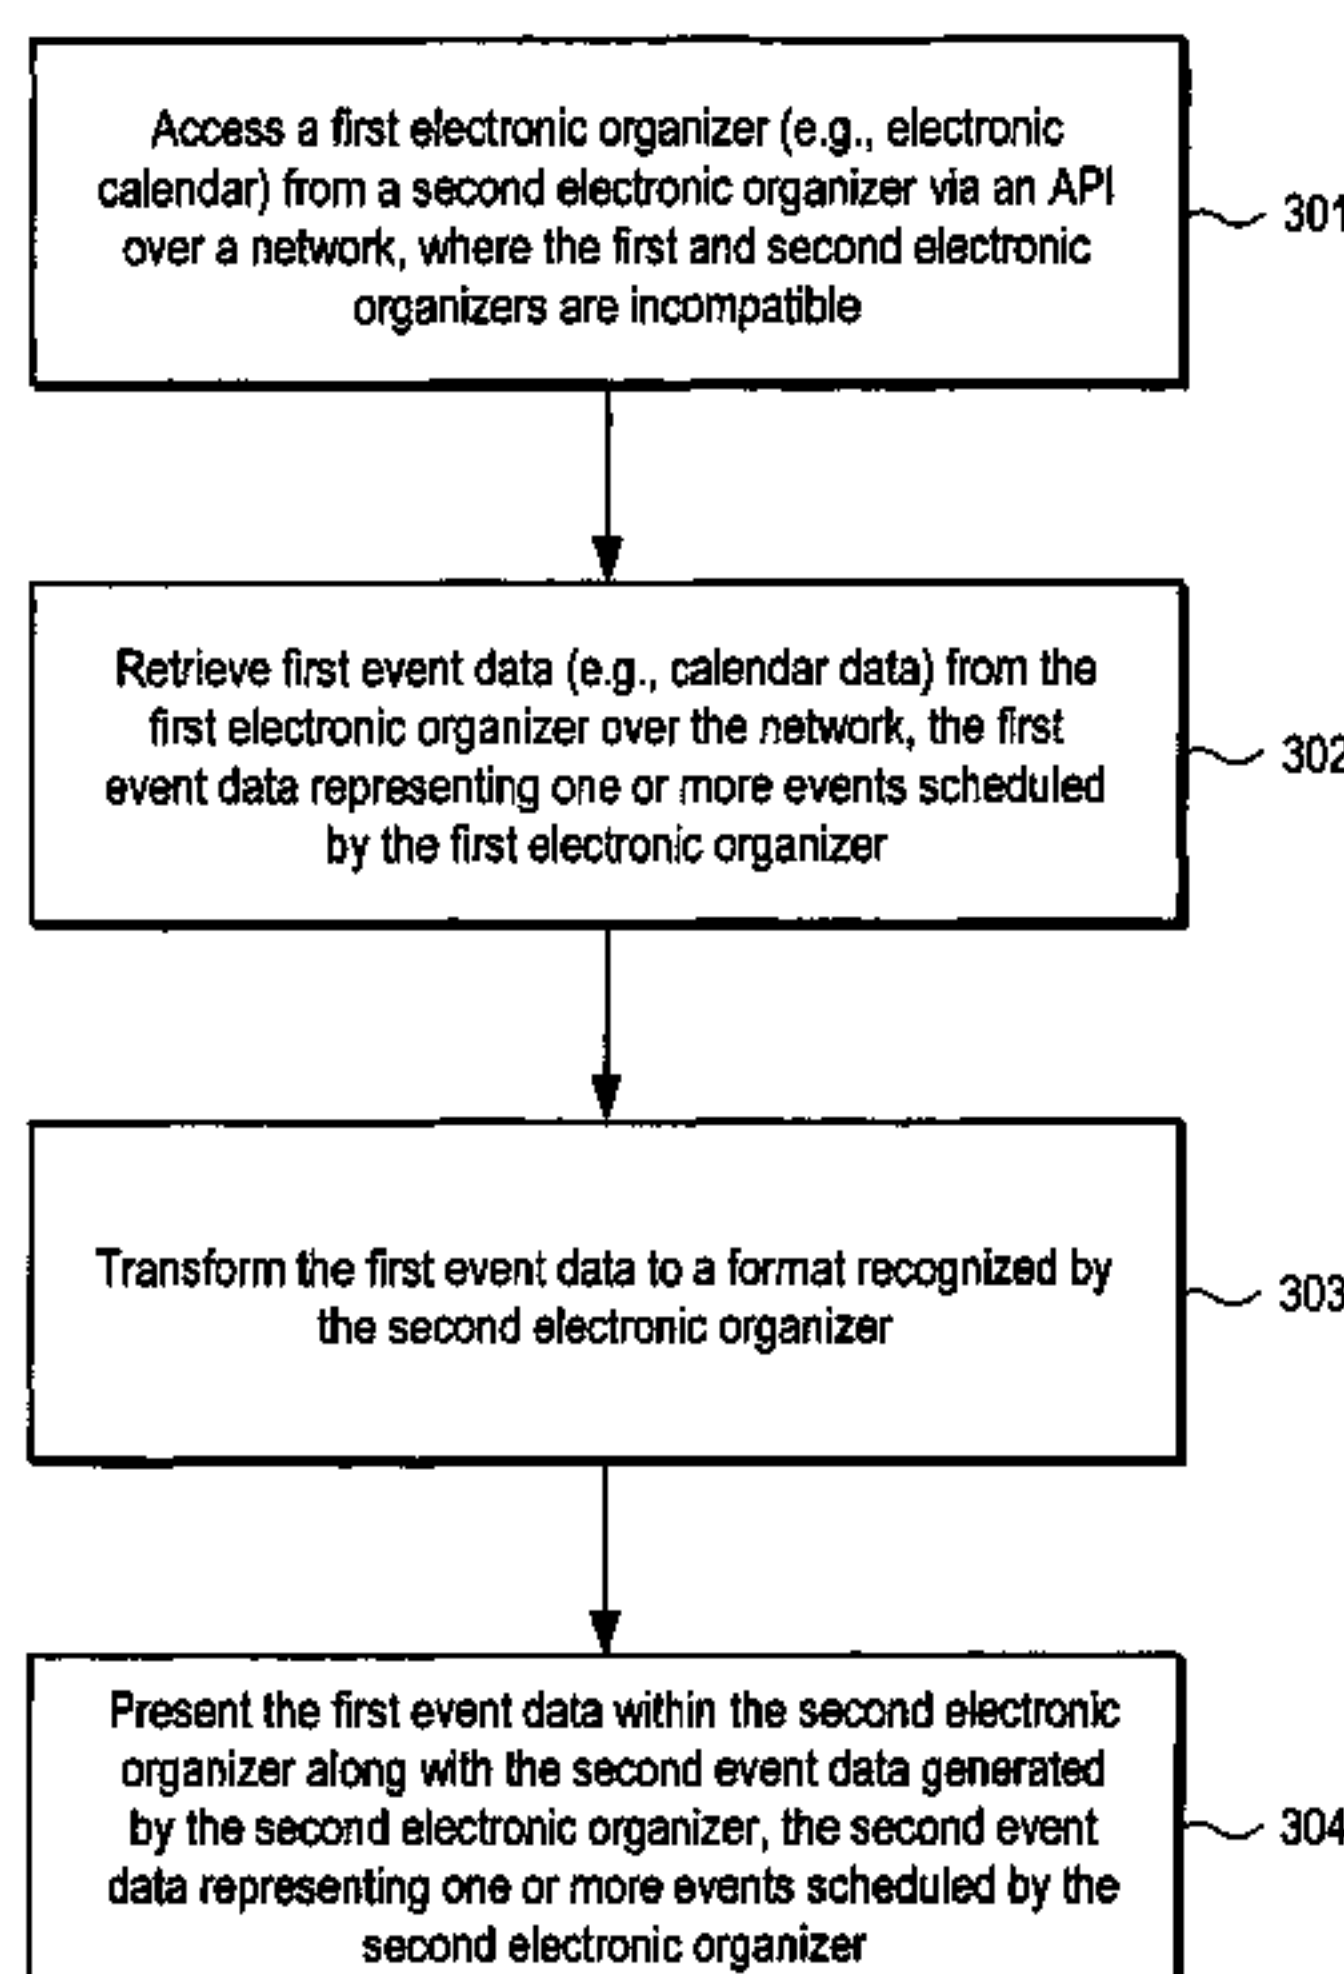 Access a first electronic organizer (e.g., electronic
calendar) from a second electronic organizer via an API
over a network, where the first and second electronic
organizers are incompatible
301
Retrieve first event data (e.g., calendar data) from the
first electronic organizer over the network, the first
event data representing one or more events scheduled
by the first electronic organizer
302
Transform the first event data to a format recognized by
the second electronic organizer
303
Present the first event data within the second electronic
organizer along with the second event data generated
by the second electronic organizer, the second event
data representing one or more events scheduled by the
second electronic organizer
304